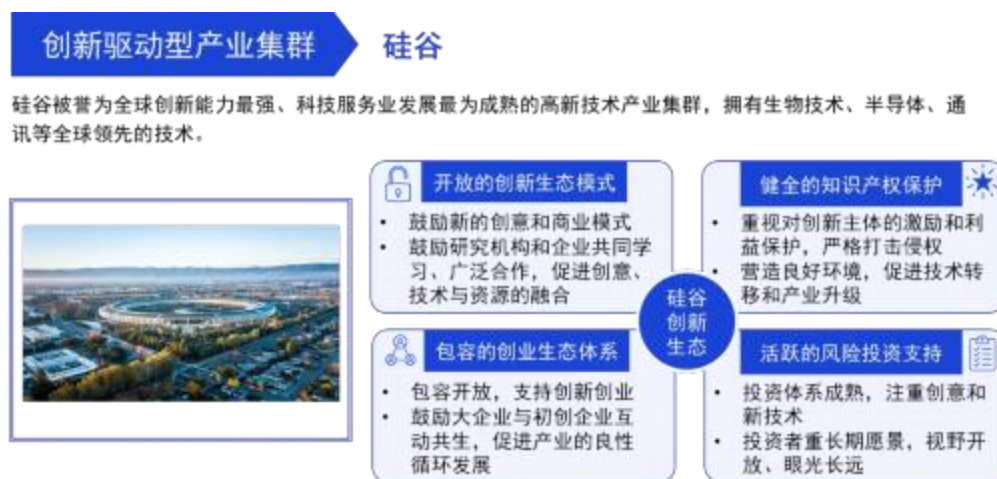 创新驱动型产业集群
硅谷
硅谷被誉为全球创新能力最强、科技服务业发展最为成熟的高新技术产业集群，拥有生物技术、半导体、通
讯等全球领先的技术。
开放的创新生态模式
• 鼓励新的创意和商业模式
• 鼓励研究机构和企业共同学
习、广泛合作，促进创意、
技术与资源的融合
健全的知识产权保护
• 重视对创新主体的激励和利
益保护，严格打击侵权
• 营造良好环境，促进技术转
移和产业升级
硅谷
创新
生态
包容的创业生态体系
• 包容开放，支持创新创业
• 鼓励大企业与初创企业互
动共生，促进产业的良性
循环发展
活跃的风险投资支持
• 投资体系成熟，注重创意和
新技术
• 投资者重长期愿景，视野开
放、眼光长远